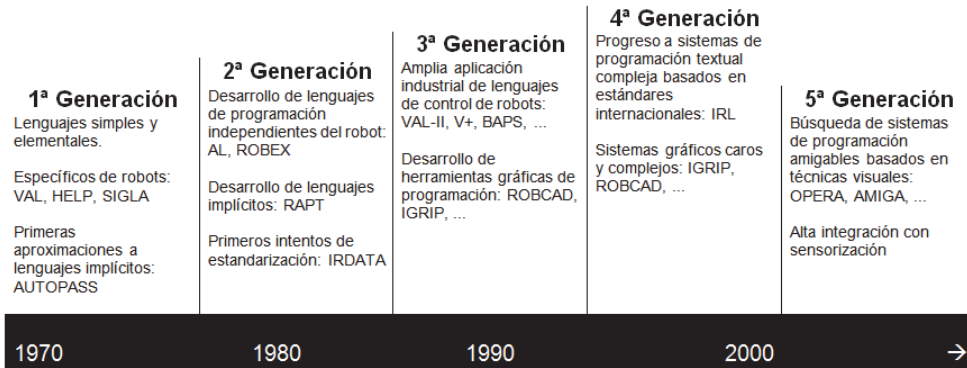 1ª Generación
Lenguajes simples y
elementales.
Específicos de robots:
VAL, HELP, SIGLA
Primeras
aproximaciones a
lenguajes implícitos:
AUTOPASS
2ª Generación
Desarrollo de lenguajes
de programación
independientes del robot:
AL, ROBEX
Desarrollo de lenguajes
implícitos: RAPT
Primeros intentos de
estandarización: IRDATA
3ª Generación
Amplia aplicación
industrial de lenguajes
de control de robots:
VAL-II, V+, BAPS, ...
Desarrollo de
herramientas gráficas de
programación: ROBCAD,
IGRIP, ...
4ª Generación
Progreso a sistemas de
programación textual
compleja basados en
estándares
internacionales: IRL
Sistemas gráficos caros
y complejos: IGRIP,
ROBCAD, ...
5ª Generación
Búsqueda de sistemas
de programación
amigables basados en
técnicas visuales:
OPERA, AMIGA, ...
Alta integración con
sensorización
1970 1980 1990 2000 →